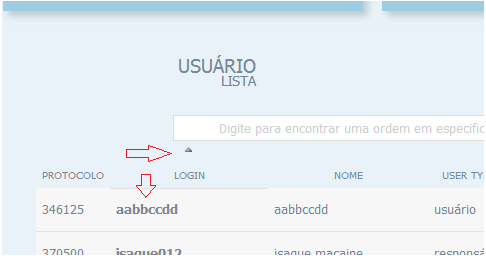 USUÁRIO
LISTA
Digite para encontrar uma ordem em especific
PROTOCOLO LOGIN NOME USER TY
346125 aabbccdd aabbccdd usuário
370500 isaque012 isaque macaine responsá